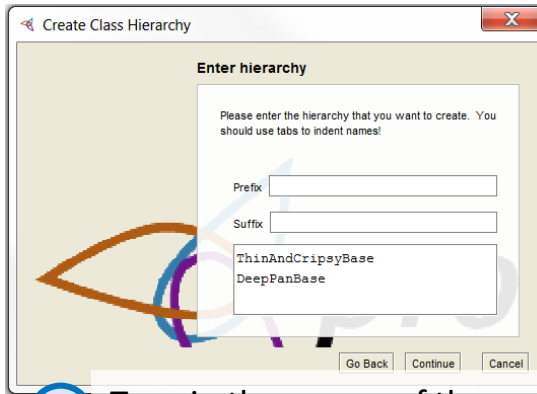 Create Class Hierarchy
Enter hierarchy
Please enter the hierarchy that you want to create. You
should use tabs to indent names!
Prefix
Suffix
ThinAndCripsyBase
DeepPanBase
Go Back Continue Cancel